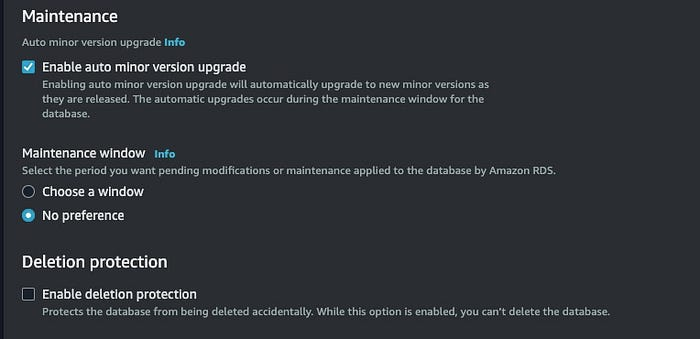 Maintenance
Auto minor version upgrade Info
Enable auto minor version upgrade
Enabling auto minor version upgrade will automatically upgrade to new minor versions as
they are released. The automatic upgrades occur during the maintenance window for the
database.
Maintenance window Info
Select the period you want pending modifications or maintenance applied to the database by Amazon RDS.
Choose a window
No preference
Deletion protection
Enable deletion protection
Protects the database from being deleted accidentally. While this option is enabled, you can't delete the database.